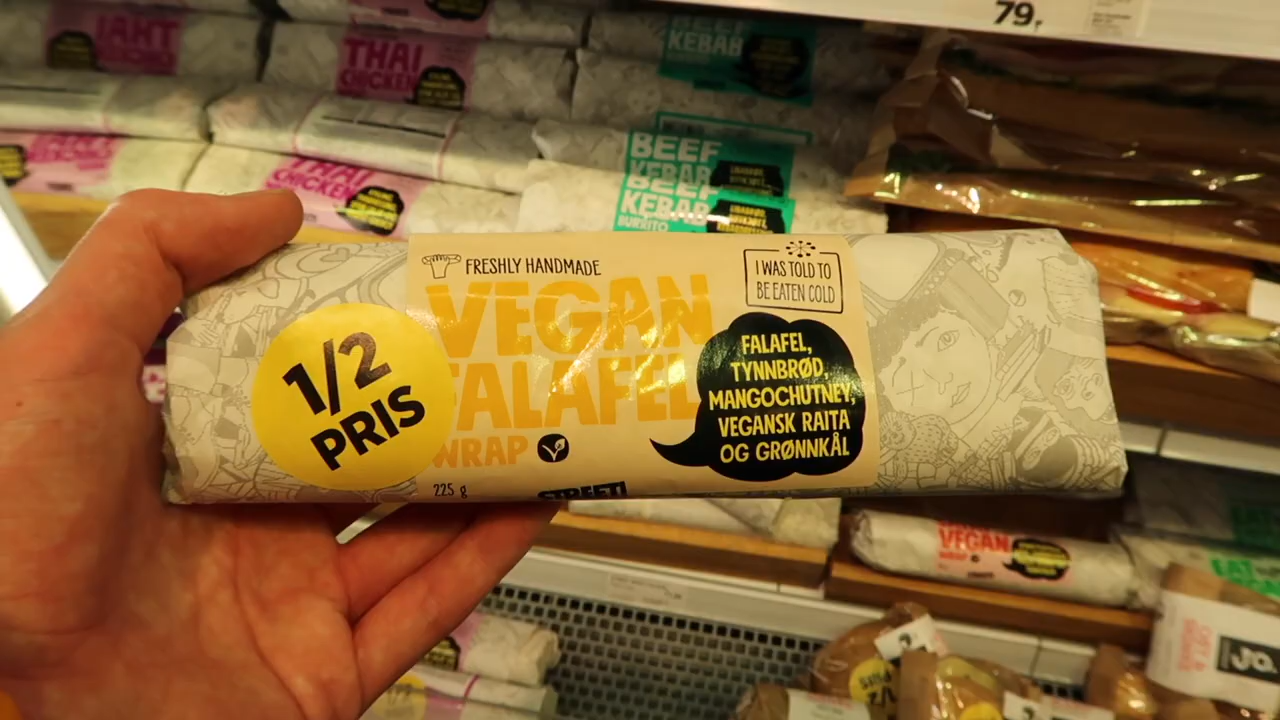 79,-
THAI
CHICKEN
BEEF
KEBAB
BEEF
KEBAB
BEEF
KEBAB
BURRITO
THAI
CHICKEN
FRESHLY HANDMADE
VEGAN
FALAFEL
WRAP
225 g
STREET!
1/2
PRIS
I WAS TOLD TO
BE EATEN COLD
FALAFEL,
TYNNBRØD,
MANGOCHUTNEY,
VEGANSK RAITA
OG GRØNNKÅL
VEGAN
WRAP